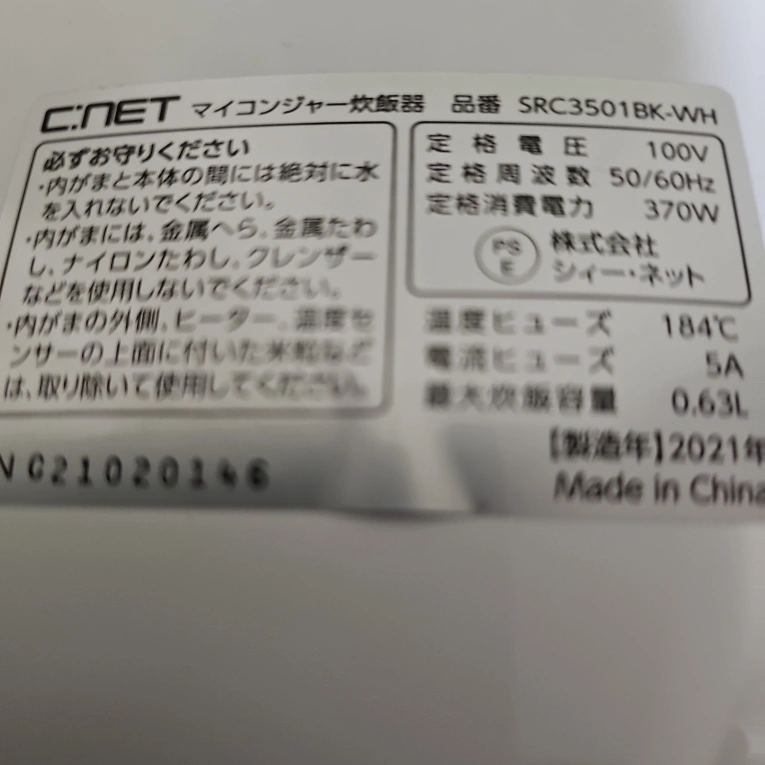 C:NET マイコンジャー炊飯器 品番 SRC3501BK-WH
必ずお守りください
・内がまと本体の間には絶対に水
を入れないでください。
・内がまには、金属へら、金属たわ
し、ナイロンたわし、クレンザー
などを使用しないでください。
・内がまの外側、ヒーター、温度セ
ンサーの上面に付いた米粒など
は、取り除いて使用してください。
定格電圧 100V
定格周波数 50/60Hz
定格消費電力 370W
PS
E
株式会社
シィー・ネット
温度ヒューズ 184℃
電流ヒューズ 5A
最大炊飯容量 0.63L
【製造年】2021年
Made in China
N021020146